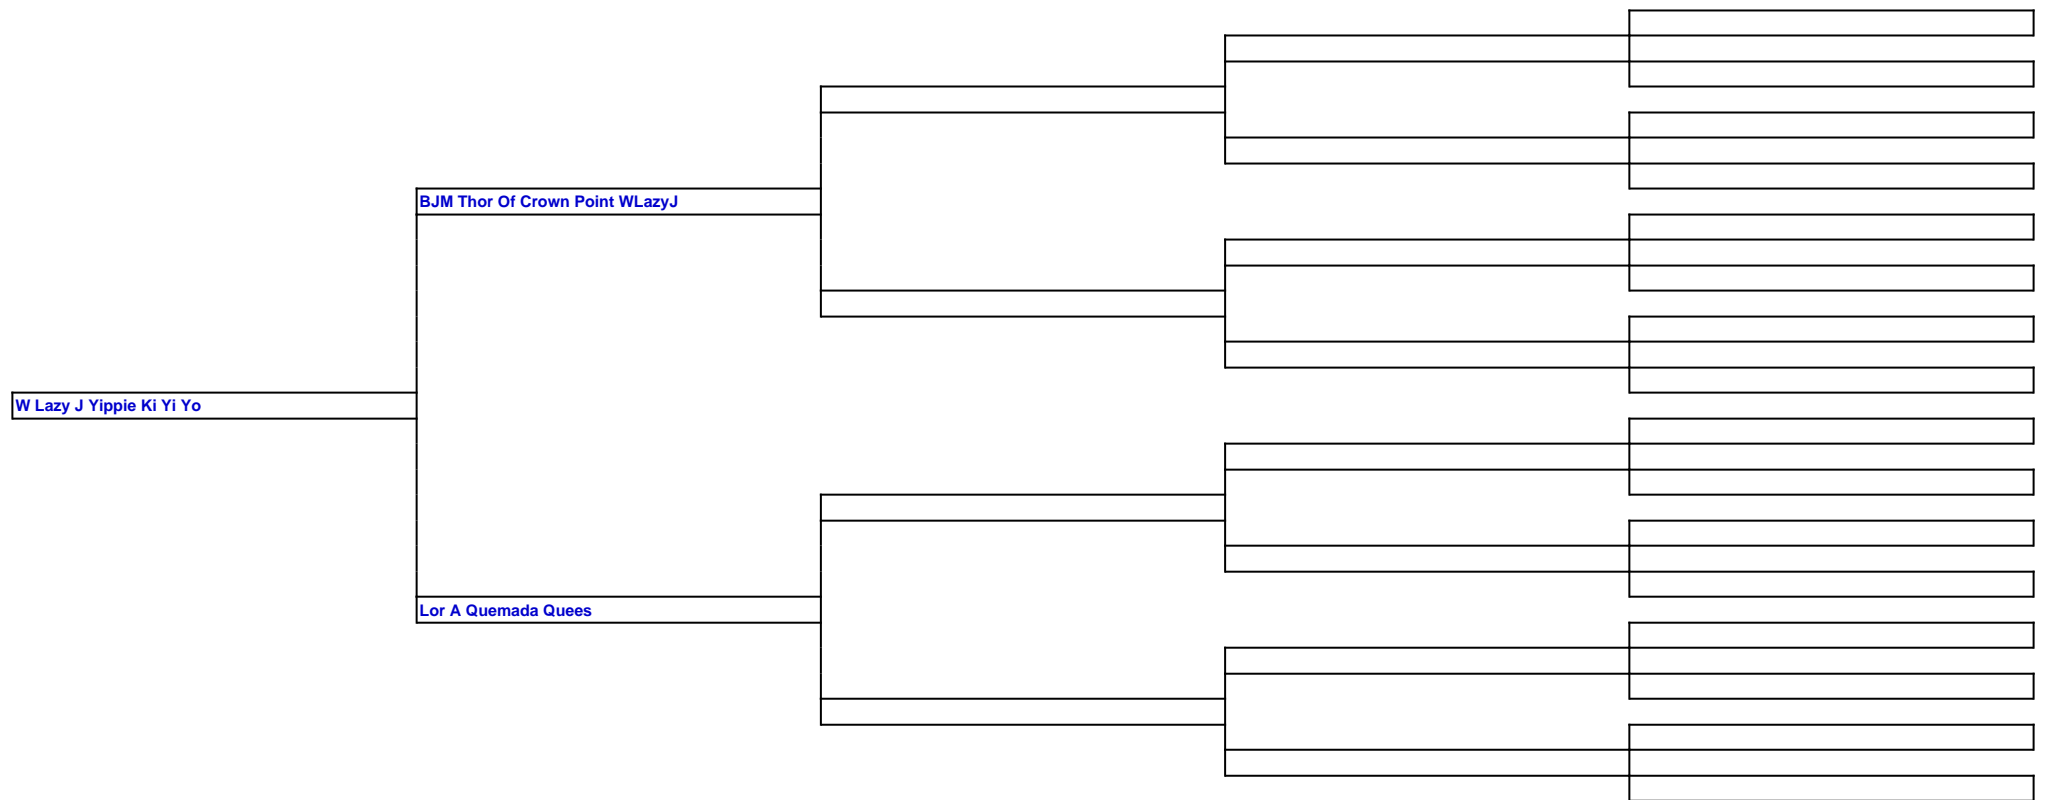 BJM Thor Of Crown Point WLazyJ
W Lazy J Yippie Ki Yi Yo
Lor A Quemada Quees